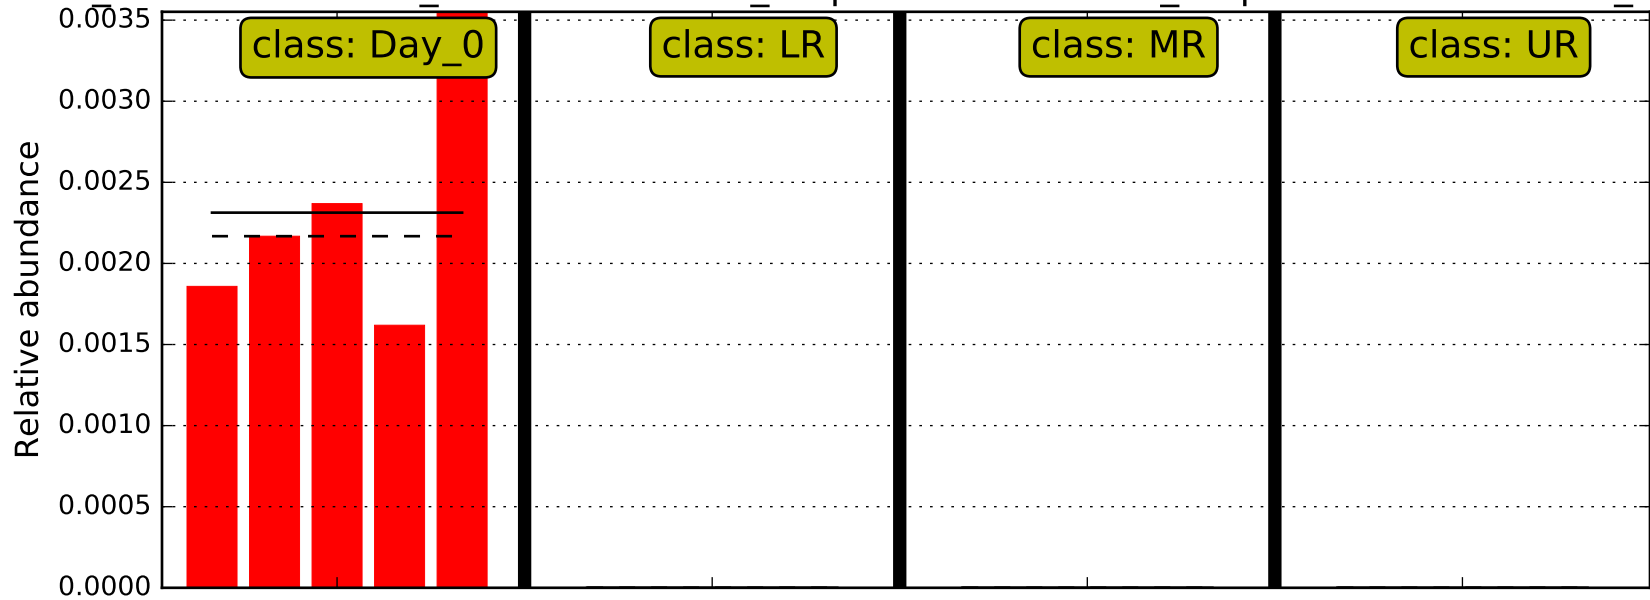 0.0035
class: Day_0
class: LR
class: MR
class: UR
0.0030
0.0025
0.0020
0.0015
0.0010
0.0005
0.0000
Relative abundance